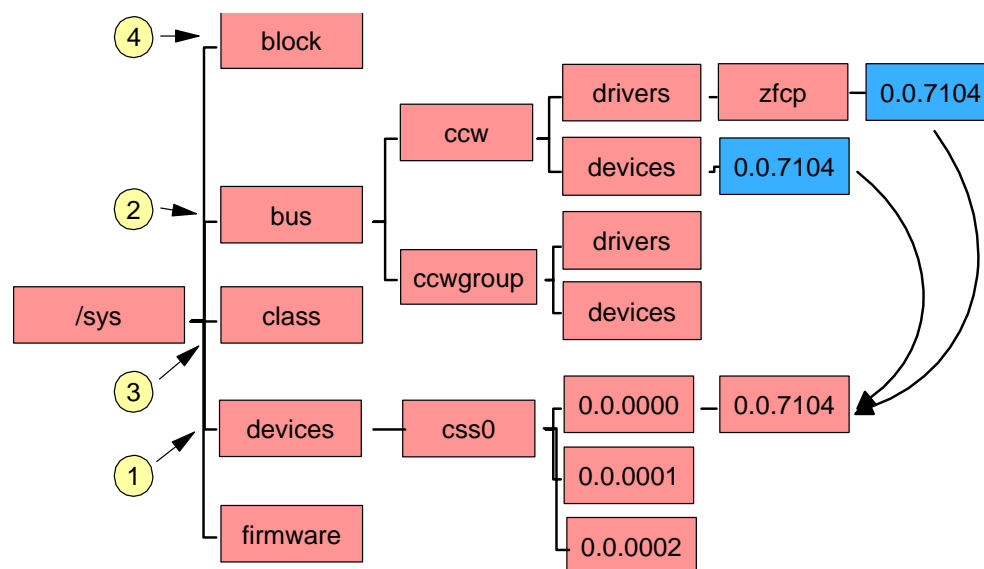 4
block
drivers
zfcp
0.0.7104
ccw
devices
0.0.7104
2
bus
drivers
ccwgroup
devices
/sys
class
3
0.0.0000
0.0.7104
devices
css0
1
0.0.0001
firmware
0.0.0002